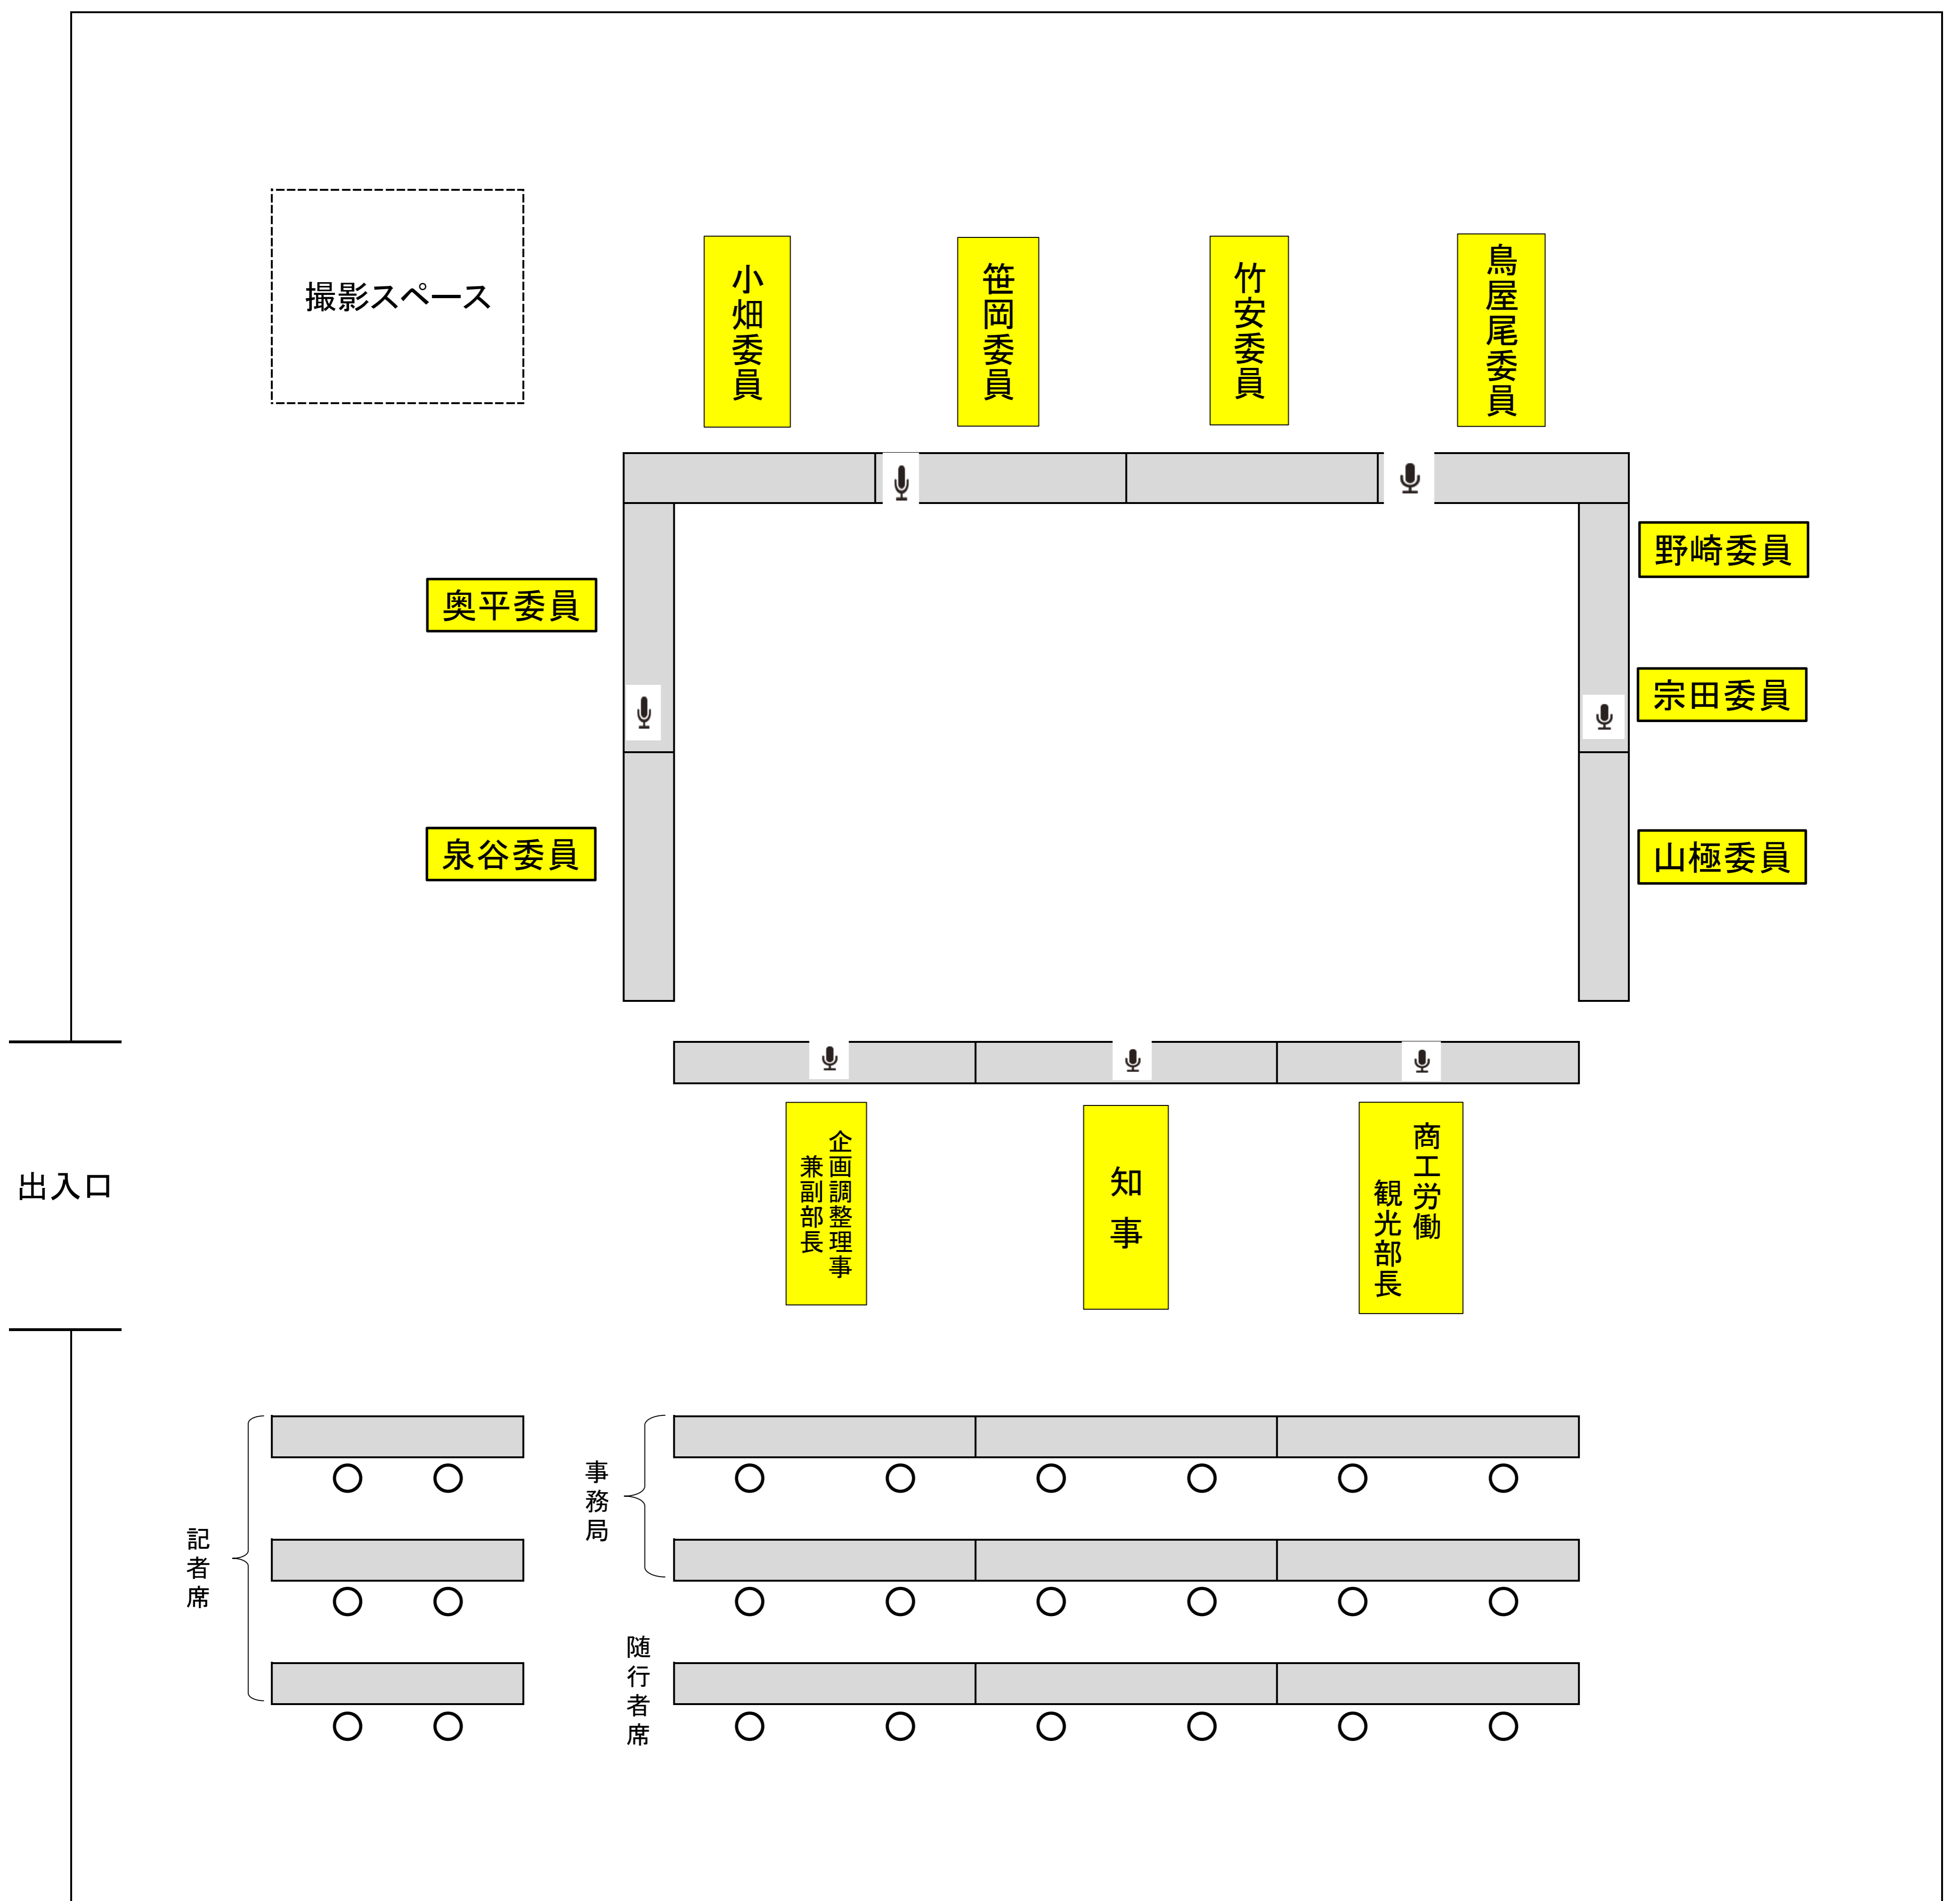 撮影スペース
小畑委員
笹岡委員
竹安委員
鳥屋尾委員
奥平委員
野崎委員
宗田委員
泉谷委員
山極委員
企画調整理事
兼副部長
知事
商工労働
観光部長
出入口
記者席
事務局
随行者席